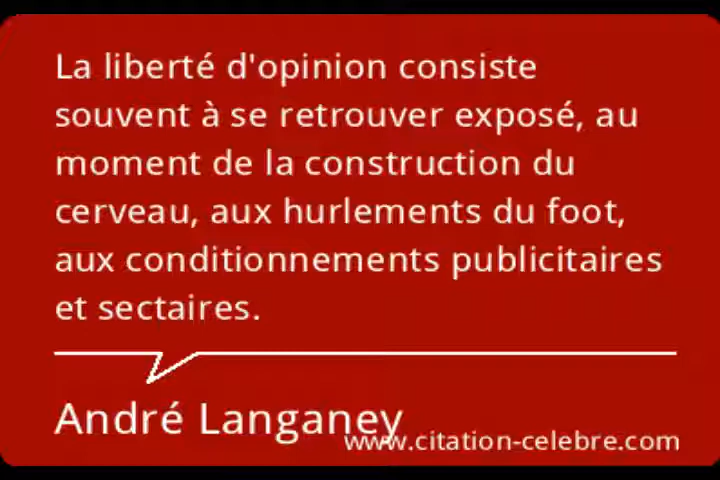 La liberté d'opinion consiste
souvent à se retrouver exposé, au
moment de la construction du
cerveau, aux hurlements du foot,
aux conditionnements publicitaires
et sectaires.
André Langaney
www.citation-celebre.com